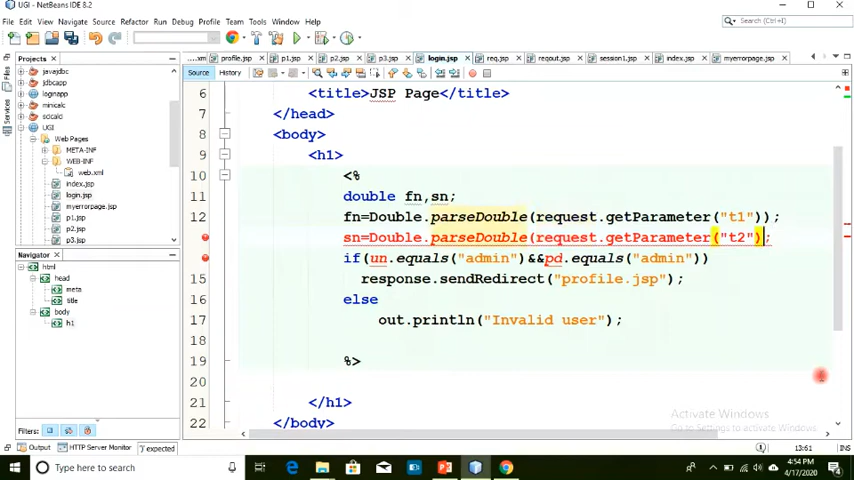 UGI - NetBeans IDE 8.2
File Edit View Navigate Source Refactor Run Debug Profile Team Tools Window Help
Search (Ctrl+I)
Projects
...xml profile.jsp p1.jsp p2.jsp p3.jsp login.jsp req.jsp reqout.jsp session1.jsp index.jsp myerrorpage.jsp
Source History
Files
Services
javajdbc
jdbcapp
loginapp
minicalc
scicald
UGI
Web Pages
META-INF
WEB-INF
web.xml
index.jsp
login.jsp
myerrorpage.jsp
p1.jsp
p2.jsp
p3.jsp
Navigator
html
head
meta
title
body
h1
Filters:
6 <title>JSP Page</title>
7 </head>
8 <body>
9 <h1>
10 <%
11 double fn,sn;
12 fn=Double.parseDouble(request.getParameter("t1"));
sn=Double.parseDouble(request.getParameter("t2");
if(un.equals("admin")&&pd.equals("admin"))
15 response.sendRedirect("profile.jsp");
16 else
17 out.println("Invalid user");
18
19 %>
20
21 </h1>
22 </body>
Activate Windows
Go to Settings to activate Windows.
Output HTTP Server Monitor ')' expected
13:61 INS
Type here to search
4:54 PM
4/17/2020
4